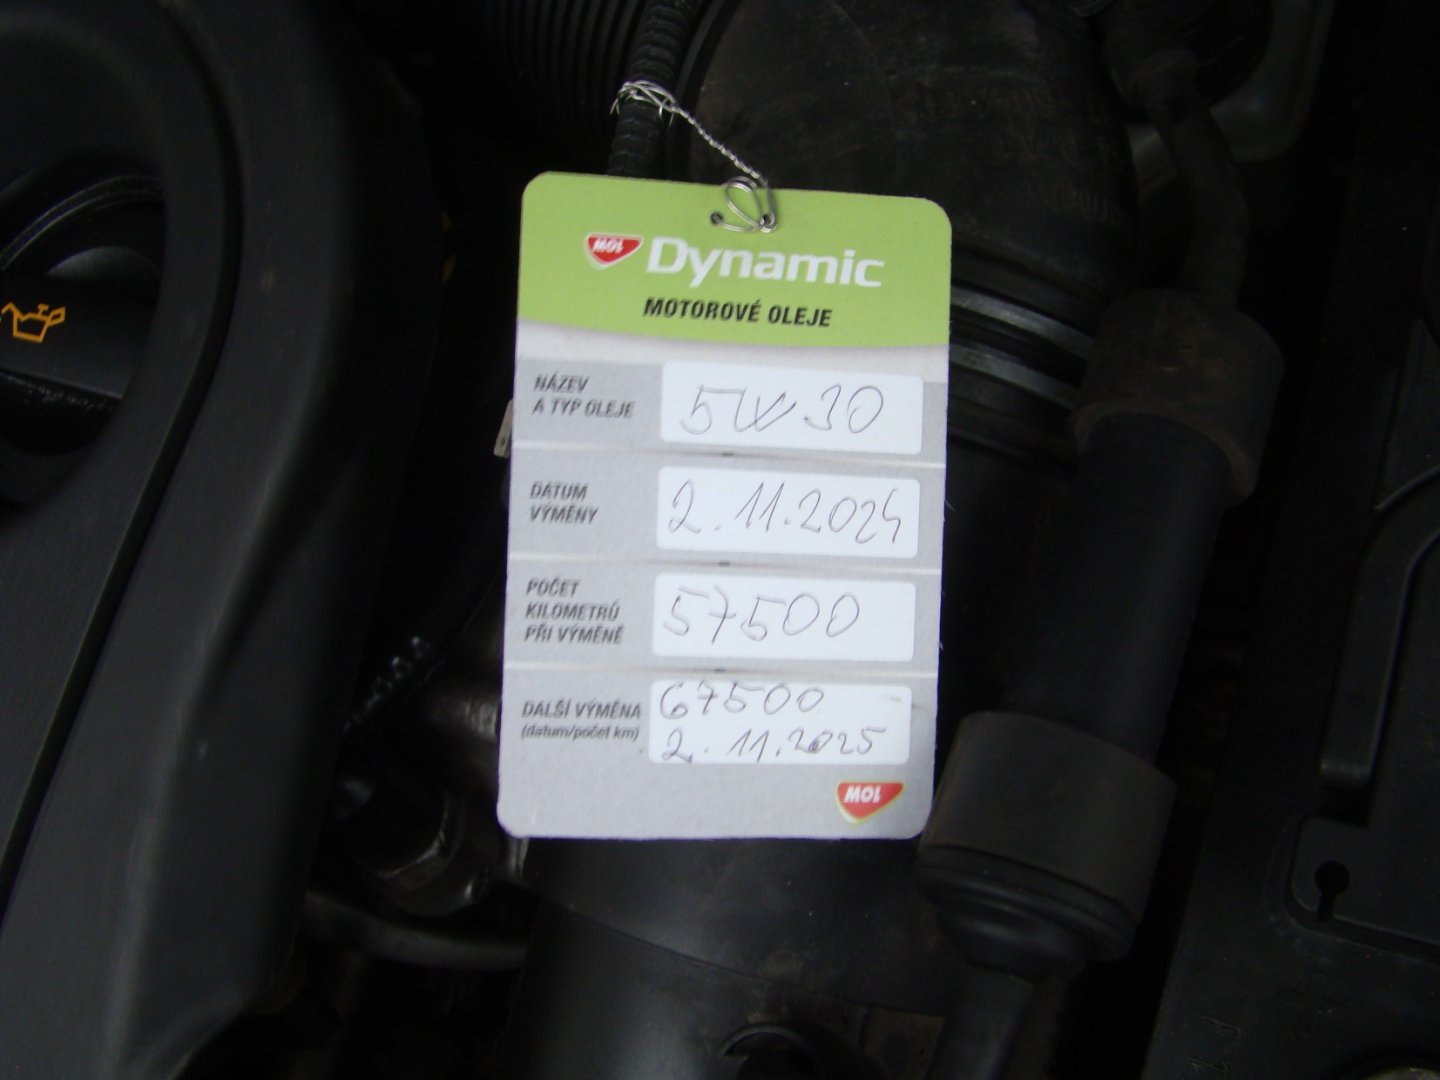 MOL Dynamic
MOTOROVÉ OLEJE
NÁZEV
A TYP OLEJE
5W30
DATUM
VÝMĚNY
2.11.2024
POČET
KILOMETRŮ
PŘI VÝMĚNĚ
57500
DALŠÍ VÝMĚNA
(datum/počet km)
67500
2.11.2025
MOL